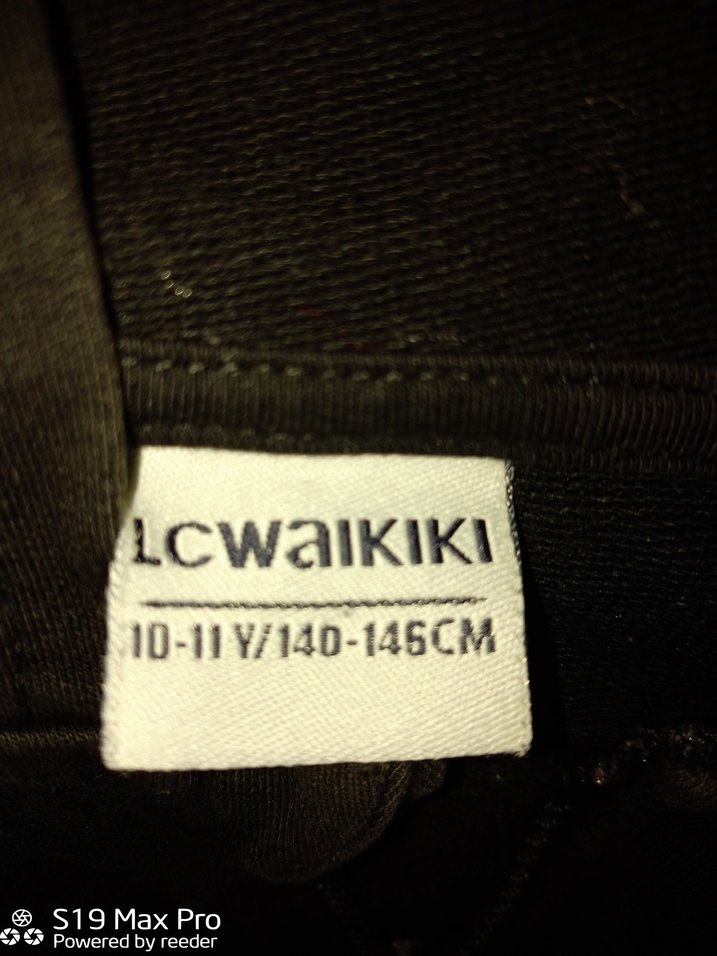 LCWaIKIKI
10-11 Y/140-146CM
S19 Max Pro
Powered by reeder